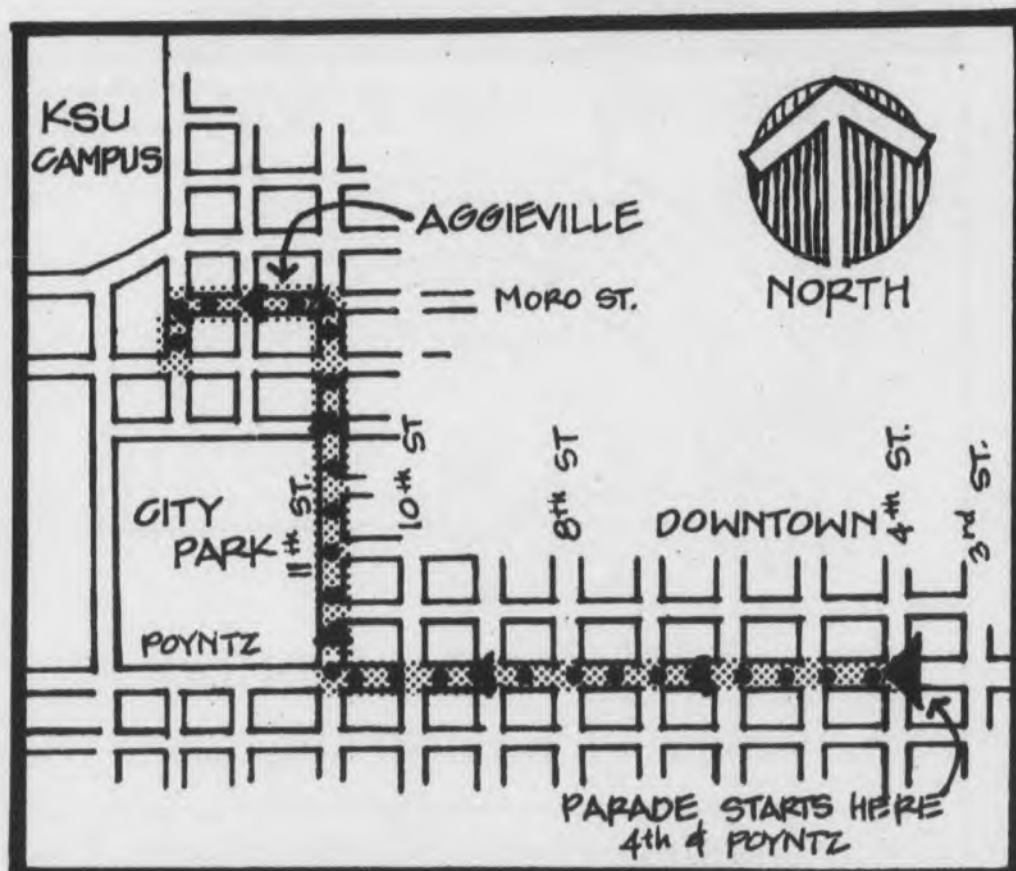 KSU
CAMPUS
AGGIEVILLE
MORO ST.
NORTH
CITY
PARK
11th ST.
10th ST
8th ST
DOWNTOWN
4th ST.
3rd ST.
POYNTZ
PARADE STARTS HERE
4th & POYNTZ